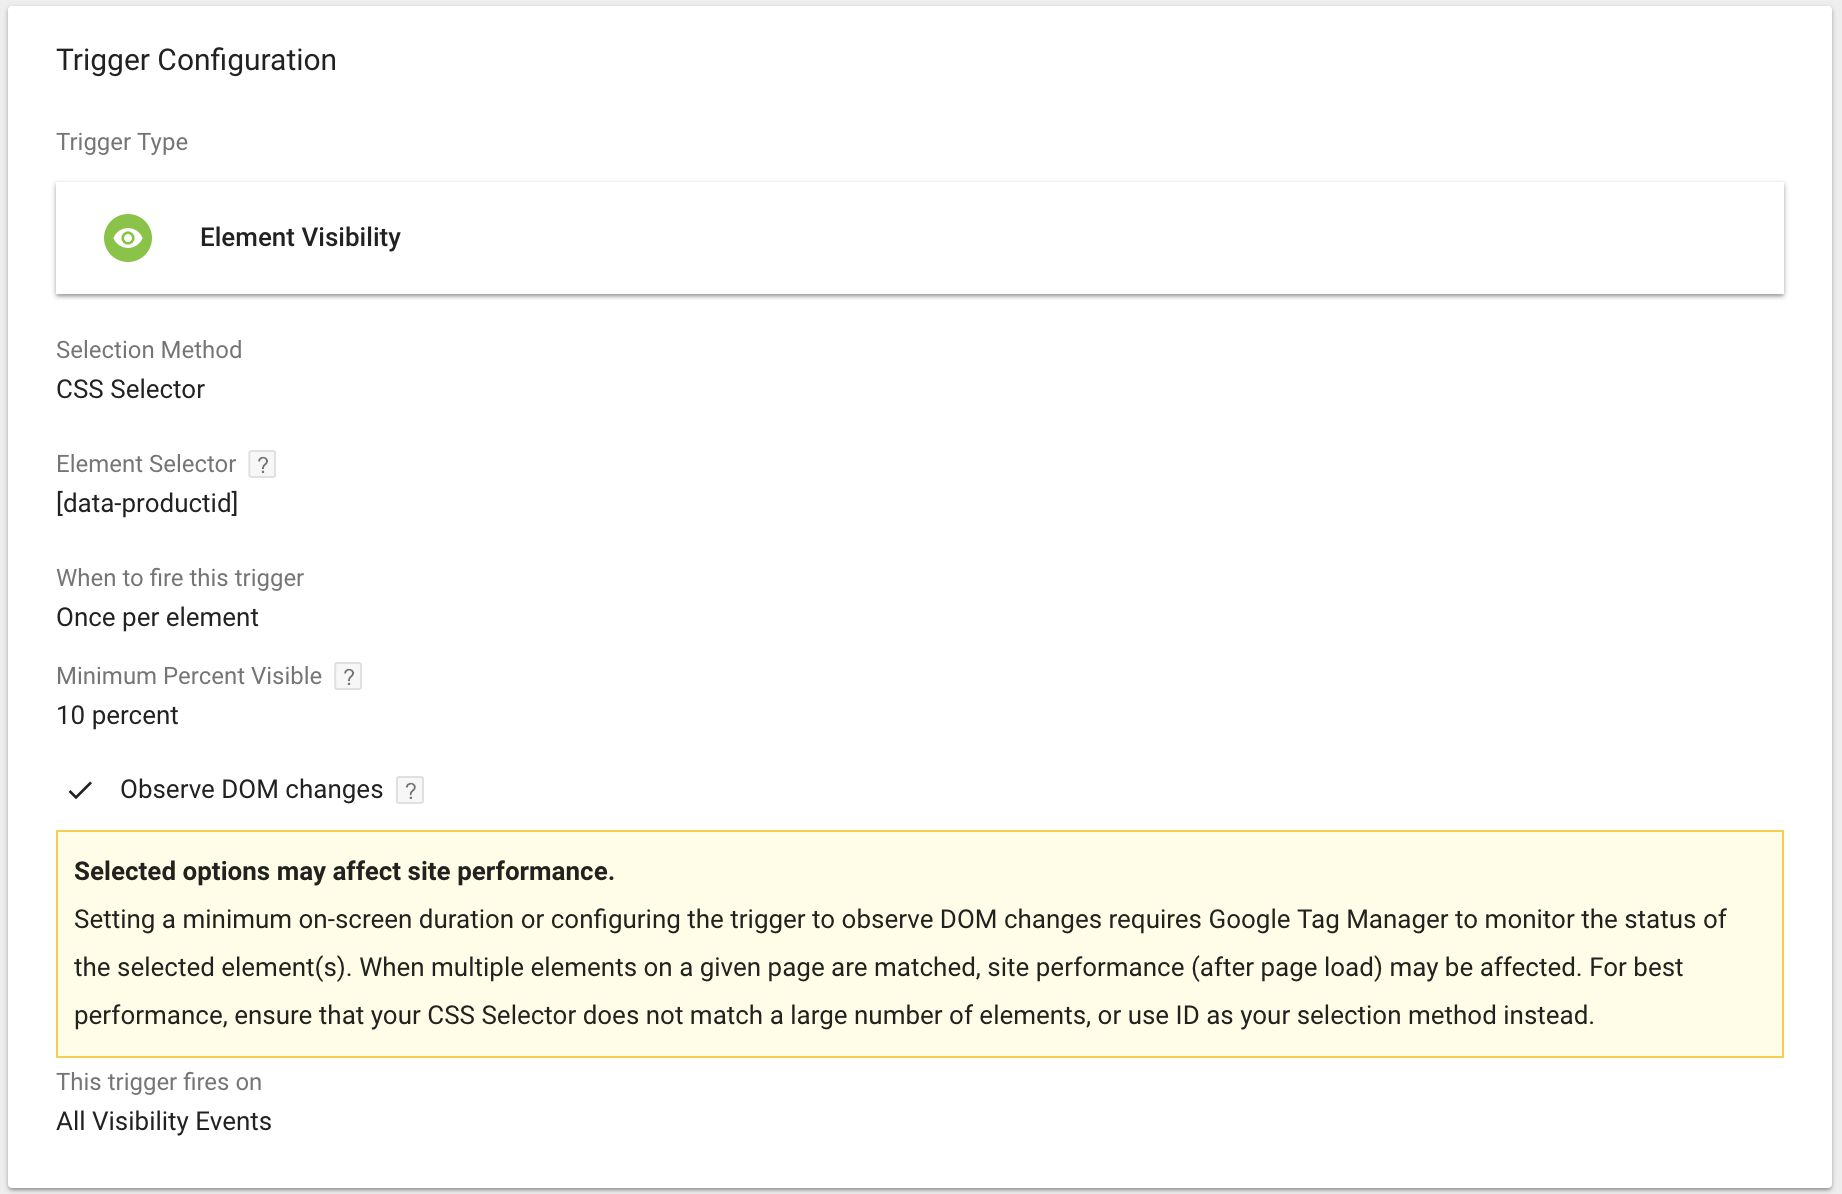 Trigger Configuration
Trigger Type
Element Visibility
Selection Method
CSS Selector
Element Selector ?
[data-productid]
When to fire this trigger
Once per element
Minimum Percent Visible ?
10 percent
Observe DOM changes ?
Selected options may affect site performance.
Setting a minimum on-screen duration or configuring the trigger to observe DOM changes requires Google Tag Manager to monitor the status of
the selected element(s). When multiple elements on a given page are matched, site performance (after page load) may be affected. For best
performance, ensure that your CSS Selector does not match a large number of elements, or use ID as your selection method instead.
This trigger fires on
All Visibility Events